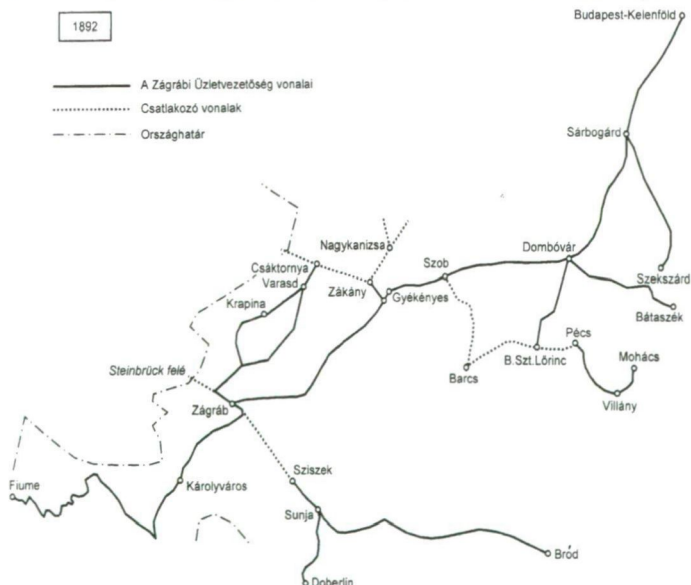 1892
Budapest-Kelenföld
A Zágrábi Üzletvezetőség vonalai
Csatlakozó vonalak
Országhatár
Sárbogárd
Nagykanizsa
Csáktornya
Varasd
Krapina
Zákány
Gyékényes
Szob
Dombóvár
Szekszárd
Bátaszék
Pécs
Mohács
B.Szt.Lőrinc
Barcs
Villány
Steinbrück felé
Zágráb
Fiume
Károlyváros
Sziszek
Sunja
Bród
Doberlin